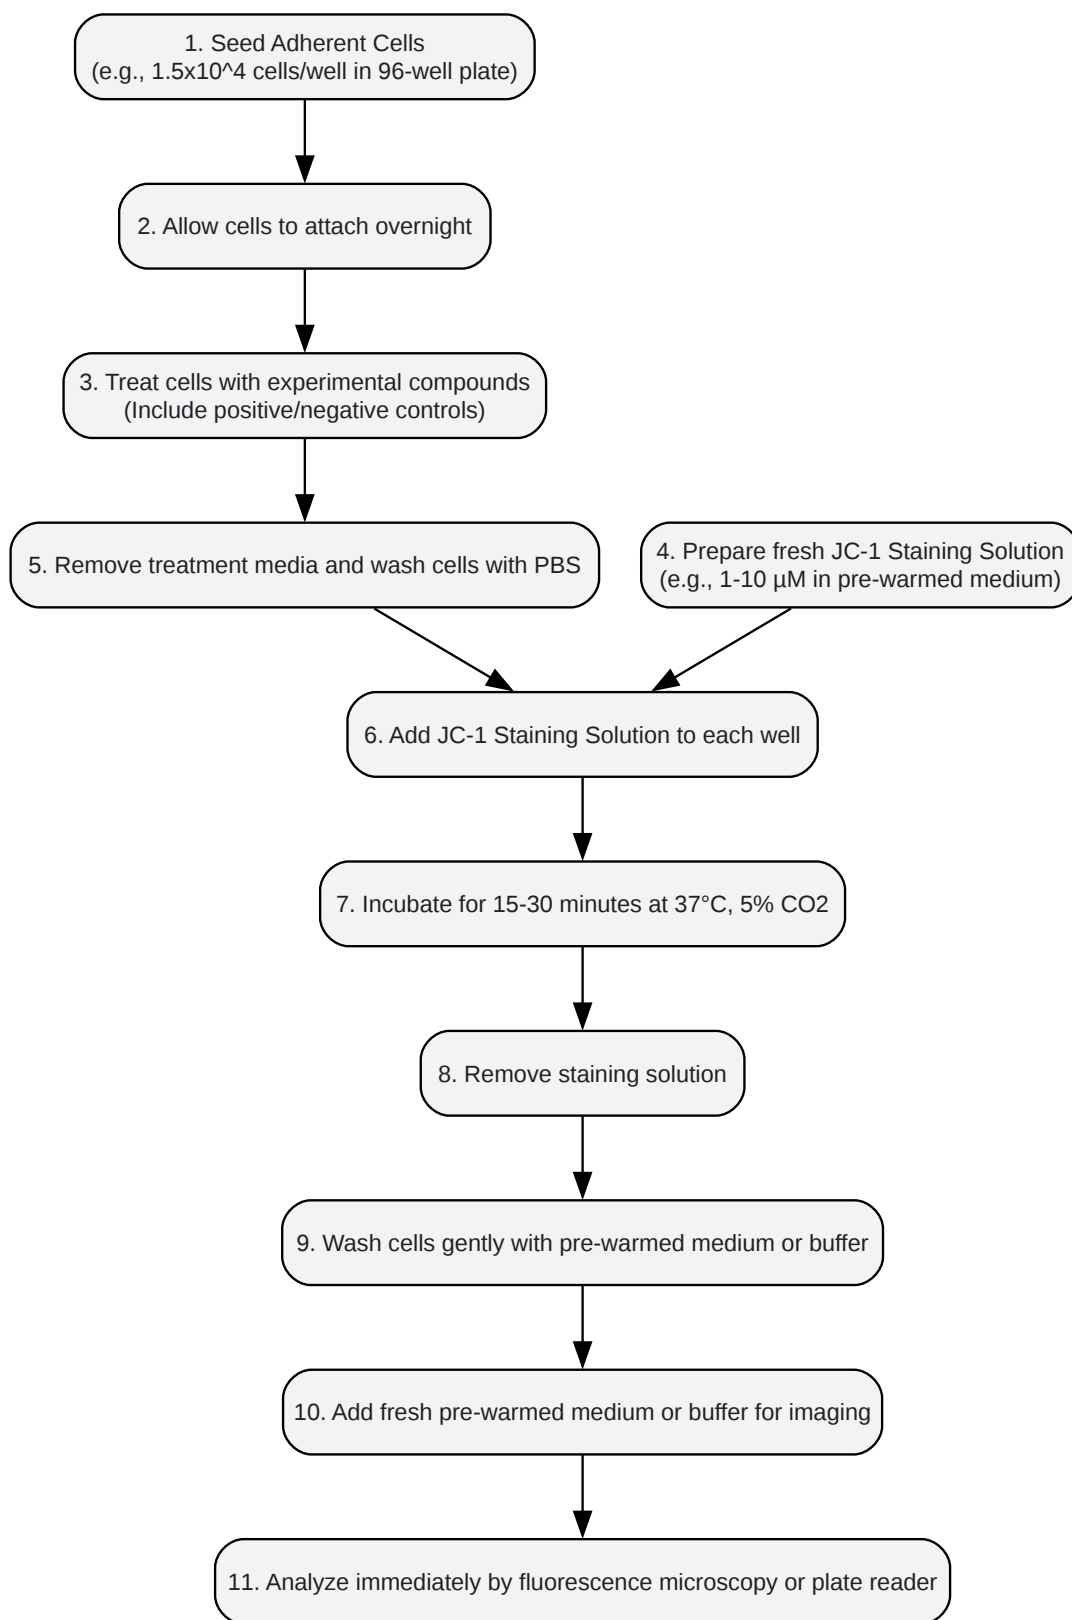 1. Seed Adherent Cells
(e.g., 1.5x10^4 cells/well in 96-well plate)
2. Allow cells to attach overnight
3. Treat cells with experimental compounds
(Include positive/negative controls)
5. Remove treatment media and wash cells with PBS
4. Prepare fresh JC-1 Staining Solution
(e.g., 1-10 µM in pre-warmed medium)
6. Add JC-1 Staining Solution to each well
7. Incubate for 15-30 minutes at 37°C, 5% CO2
8. Remove staining solution
9. Wash cells gently with pre-warmed medium or buffer
10. Add fresh pre-warmed medium or buffer for imaging
11. Analyze immediately by fluorescence microscopy or plate reader